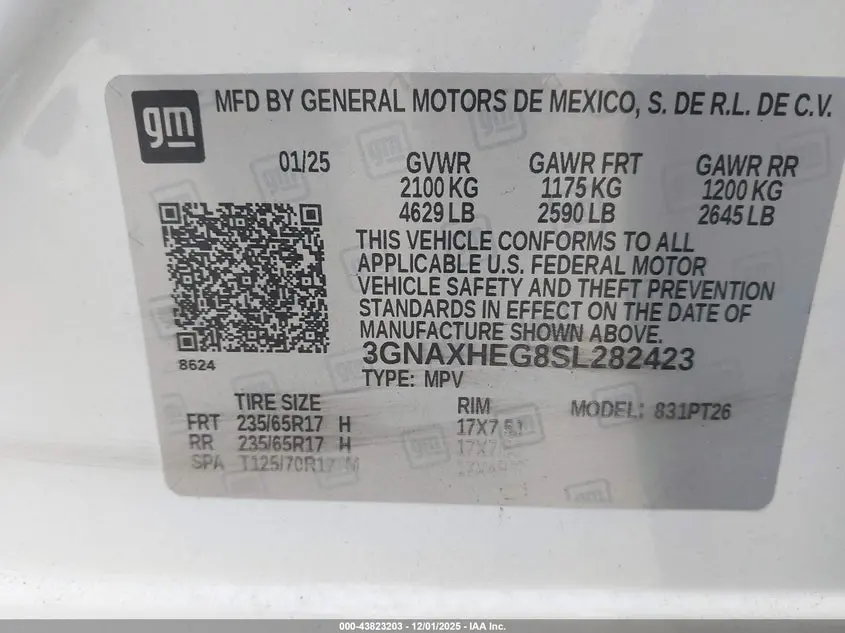 gm
MFD BY GENERAL MOTORS DE MEXICO, S. DE R.L. DE C.V.
01/25 GVWR GAWR FRT GAWR RR
2100 KG 1175 KG 1200 KG
4629 LB 2590 LB 2645 LB
THIS VEHICLE CONFORMS TO ALL
APPLICABLE U.S. FEDERAL MOTOR
VEHICLE SAFETY AND THEFT PREVENTION
STANDARDS IN EFFECT ON THE DATE OF
MANUFACTURE SHOWN ABOVE.
8624
3GNAXHEG8SL282423
TYPE: MPV
TIRE SIZE RIM MODEL: 831PT26
FRT 235/65R17 H 17X7.5J
RR 235/65R17 H
SPA T125/70R17 M
000-43823203 - 12/01/2025 - IAA Inc.